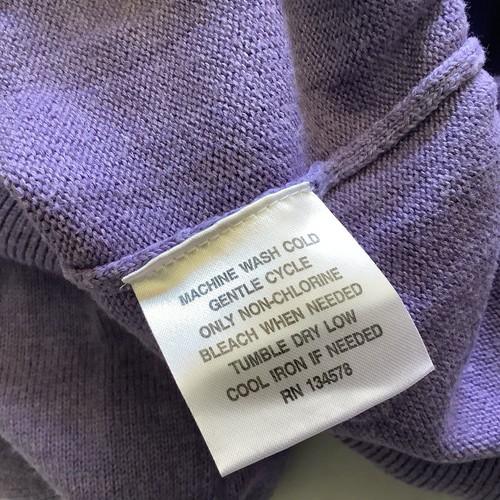 MACHINE WASH COLD
GENTLE CYCLE
ONLY NON-CHLORINE
BLEACH WHEN NEEDED
TUMBLE DRY LOW
COOL IRON IF NEEDED
RN 134578